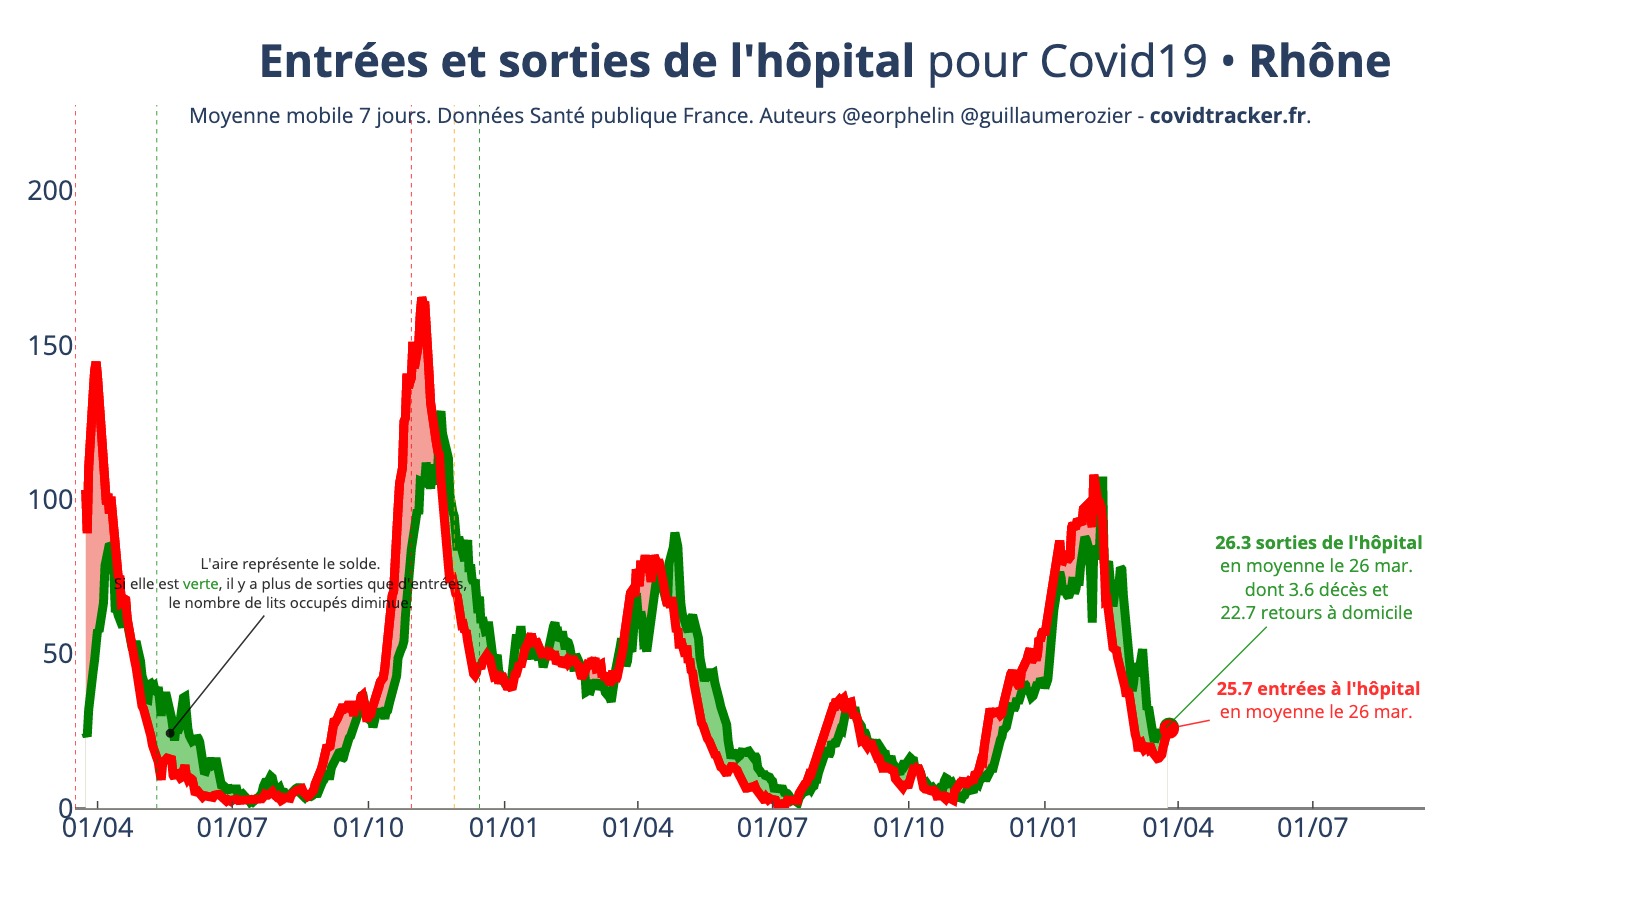 Entrées et sorties de l'hôpital pour Covid19 • Rhône
Moyenne mobile 7 jours. Données Santé publique France. Auteurs @eorphelin @guillaumerozier - covidtracker.fr.
200
150
100
50
0
L'aire représente le solde.
Si elle est verte, il y a plus de sorties que d'entrées,
le nombre de lits occupés diminue.
26.3 sorties de l'hôpital
en moyenne le 26 mar.
dont 3.6 décès et
22.7 retours à domicile
25.7 entrées à l'hôpital
en moyenne le 26 mar.
01/04 01/07 01/10 01/01 01/04 01/07 01/10 01/01 01/04 01/07